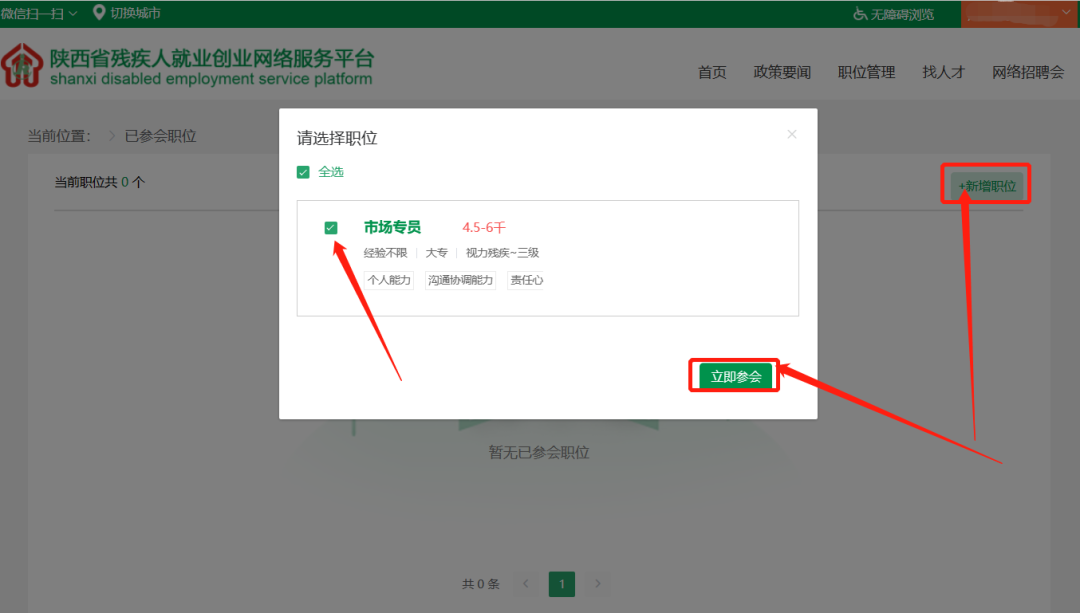 微信扫一扫 切换城市 无障碍浏览
陕西省残疾人就业创业网络服务平台
shanxi disabled employment service platform
首页 政策要闻 职位管理 找人才 网络招聘会
当前位置： > 已参会职位
请选择职位 ×
全选
当前职位共 0 个
+新增职位
市场专员 4.5-6千
经验不限 大专 视力残疾~三级
个人能力 沟通协调能力 责任心
立即参会
暂无已参会职位
共 0 条 < 1 >